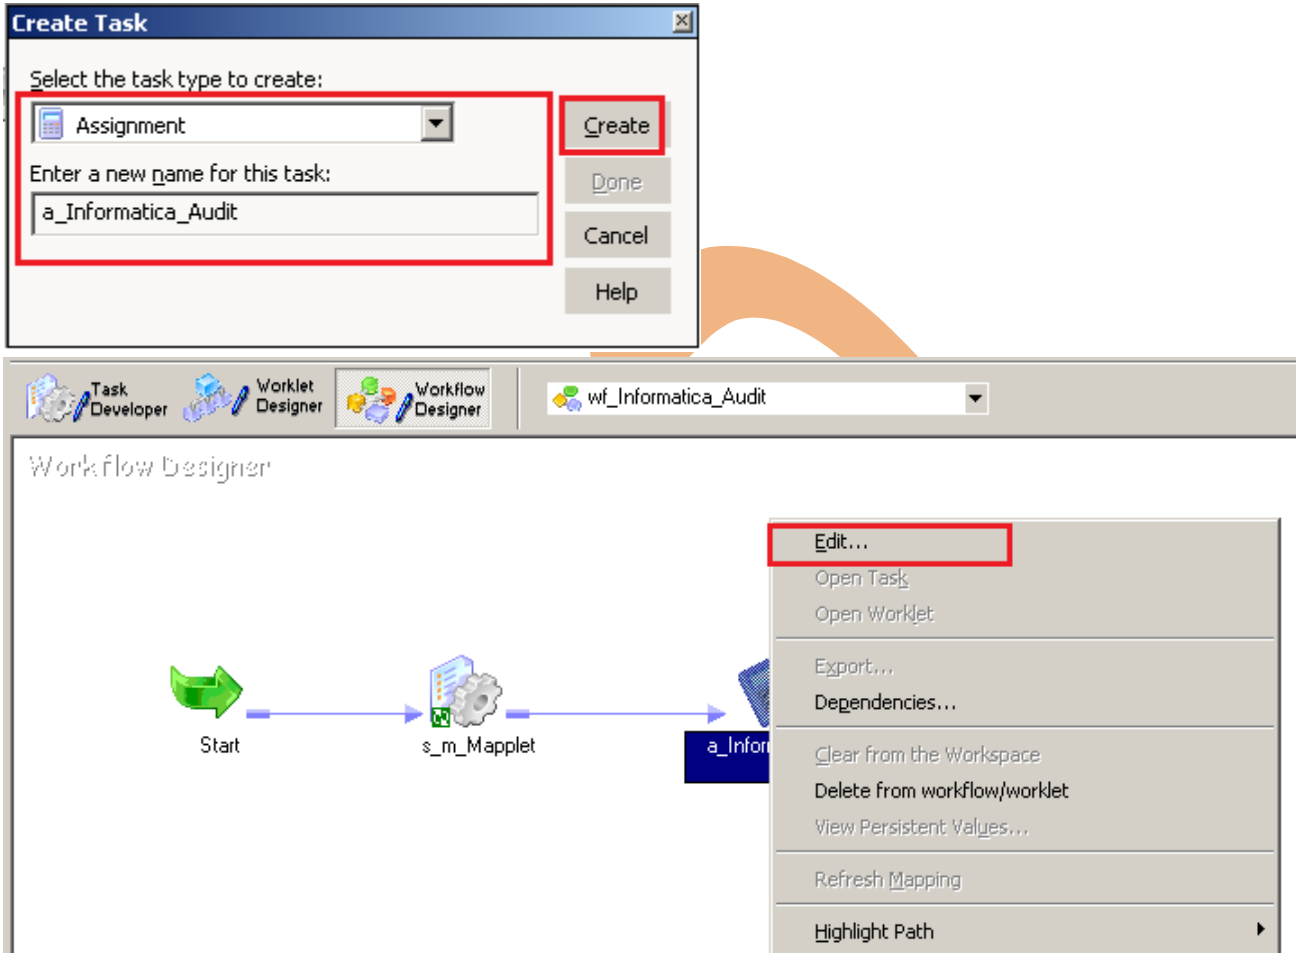 Create Task
Select the task type to create:
Assignment
Create
Enter a new name for this task:
Done
a_Informatica_Audit
Cancel
Help
Task Developer
Worklet Designer
Workflow Designer
wf_Informatica_Audit
Workflow Designer
Edit...
Open Task
Open Worklet
Export...
Dependencies...
Clear from the Workspace
Delete from workflow/worklet
View Persistent Values...
Refresh Mapping
Highlight Path
Start
s_m_Mapplet
a_Infor